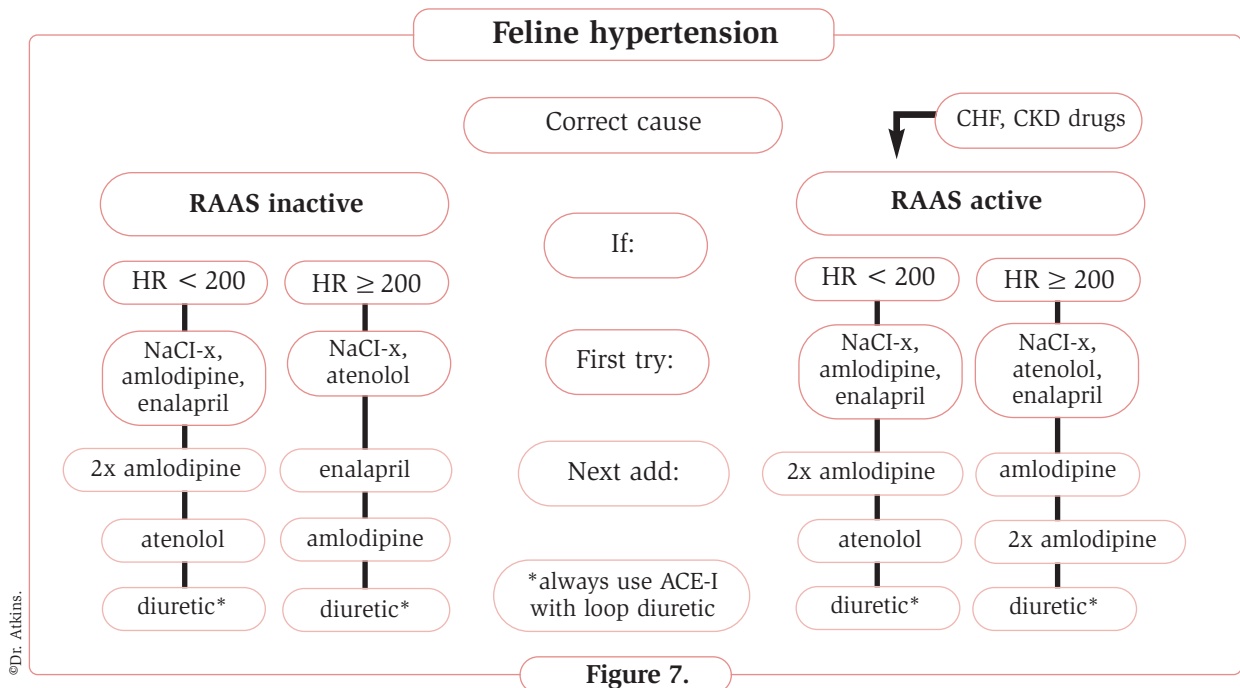 Feline hypertension
Correct cause
CHF, CKD drugs
RAAS inactive
RAAS active
If:
HR < 200
HR ≥ 200
HR < 200
HR ≥ 200
First try:
NaCI-x,
amlodipine,
enalapril
NaCI-x,
atenolol
NaCI-x,
amlodipine,
enalapril
NaCI-x,
atenolol,
enalapril
Next add:
2x amlodipine
enalapril
2x amlodipine
amlodipine
atenolol
amlodipine
atenolol
2x amlodipine
diuretic*
diuretic*
*always use ACE-I
with loop diuretic
diuretic*
diuretic*
©Dr. Atkins.
Figure 7.